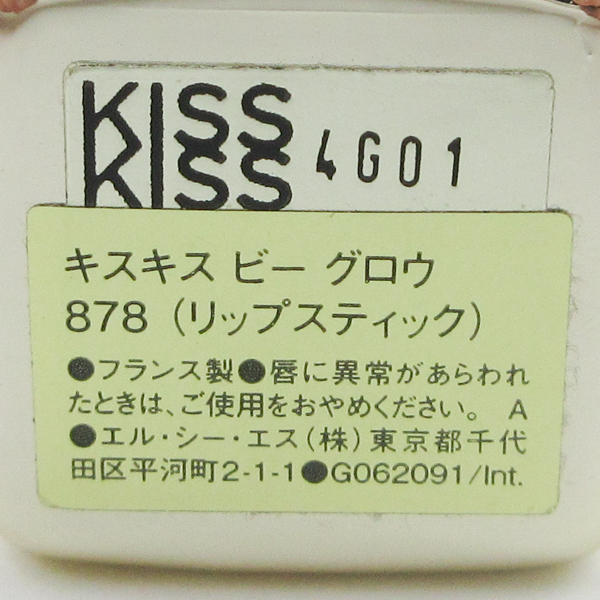 KISS 4G01
KISS
キスキス ビー グロウ
878（リップスティック）
●フランス製●唇に異常があらわれ
たときは、ご使用をおやめください。 A
●エル・シー・エス(株)東京都千代
田区平河町2-1-1●G062091/Int.